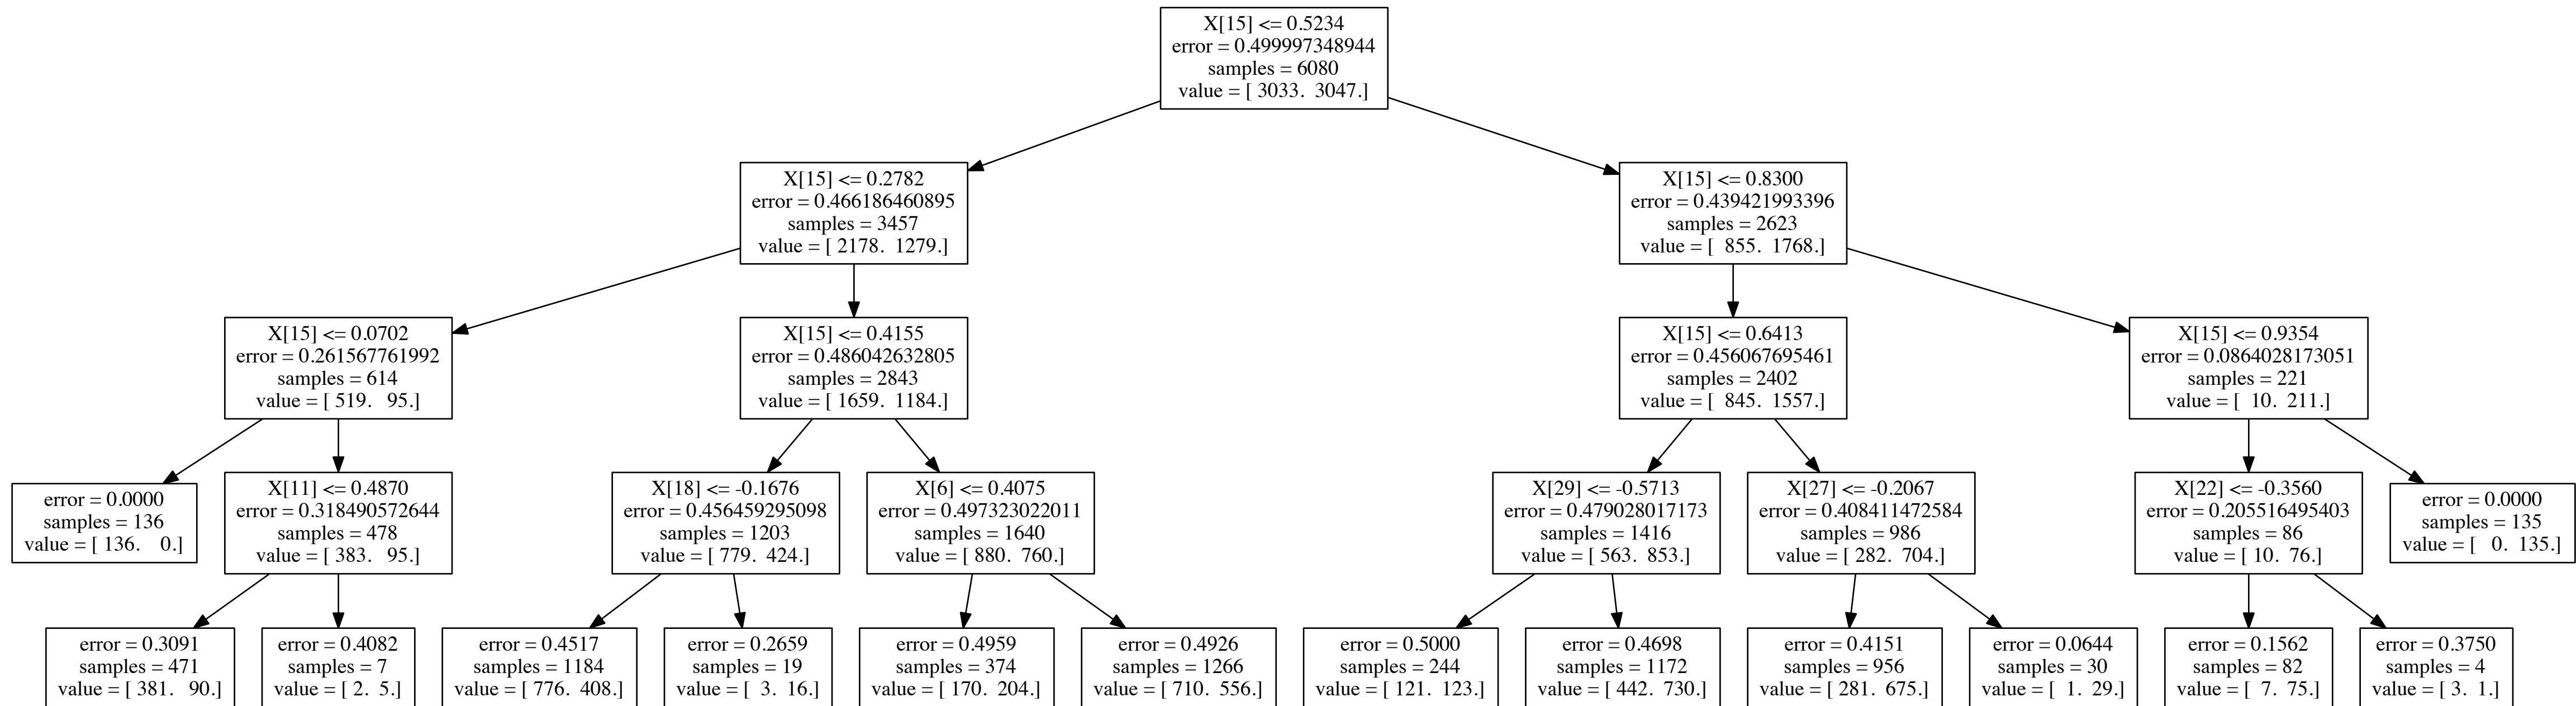 X[15] <= 0.5234
error = 0.499997348944
samples = 6080
value = [ 3033.  3047.]
X[15] <= 0.2782
error = 0.466186460895
samples = 3457
value = [ 2178.  1279.]
X[15] <= 0.8300
error = 0.439421993396
samples = 2623
value = [  855.  1768.]
X[15] <= 0.0702
error = 0.261567761992
samples = 614
value = [ 519.   95.]
X[15] <= 0.4155
error = 0.486042632805
samples = 2843
value = [ 1659.  1184.]
X[15] <= 0.6413
error = 0.456067695461
samples = 2402
value = [  845.  1557.]
X[15] <= 0.9354
error = 0.0864028173051
samples = 221
value = [  10.  211.]
error = 0.0000
samples = 136
value = [ 136.    0.]
X[11] <= 0.4870
error = 0.318490572644
samples = 478
value = [ 383.   95.]
X[18] <= -0.1676
error = 0.456459295098
samples = 1203
value = [ 779.  424.]
X[6] <= 0.4075
error = 0.497323022011
samples = 1640
value = [ 880.  760.]
X[29] <= -0.5713
error = 0.479028017173
samples = 1416
value = [ 563.  853.]
X[27] <= -0.2067
error = 0.408411472584
samples = 986
value = [ 282.  704.]
X[22] <= -0.3560
error = 0.205516495403
samples = 86
value = [ 10.  76.]
error = 0.0000
samples = 135
value = [   0.  135.]
error = 0.3091
samples = 471
value = [ 381.   90.]
error = 0.4082
samples = 7
value = [ 2.  5.]
error = 0.4517
samples = 1184
value = [ 776.  408.]
error = 0.2659
samples = 19
value = [  3.  16.]
error = 0.4959
samples = 374
value = [ 170.  204.]
error = 0.4926
samples = 1266
value = [ 710.  556.]
error = 0.5000
samples = 244
value = [ 121.  123.]
error = 0.4698
samples = 1172
value = [ 442.  730.]
error = 0.4151
samples = 956
value = [ 281.  675.]
error = 0.0644
samples = 30
value = [  1.  29.]
error = 0.1562
samples = 82
value = [  7.  75.]
error = 0.3750
samples = 4
value = [ 3.  1.]